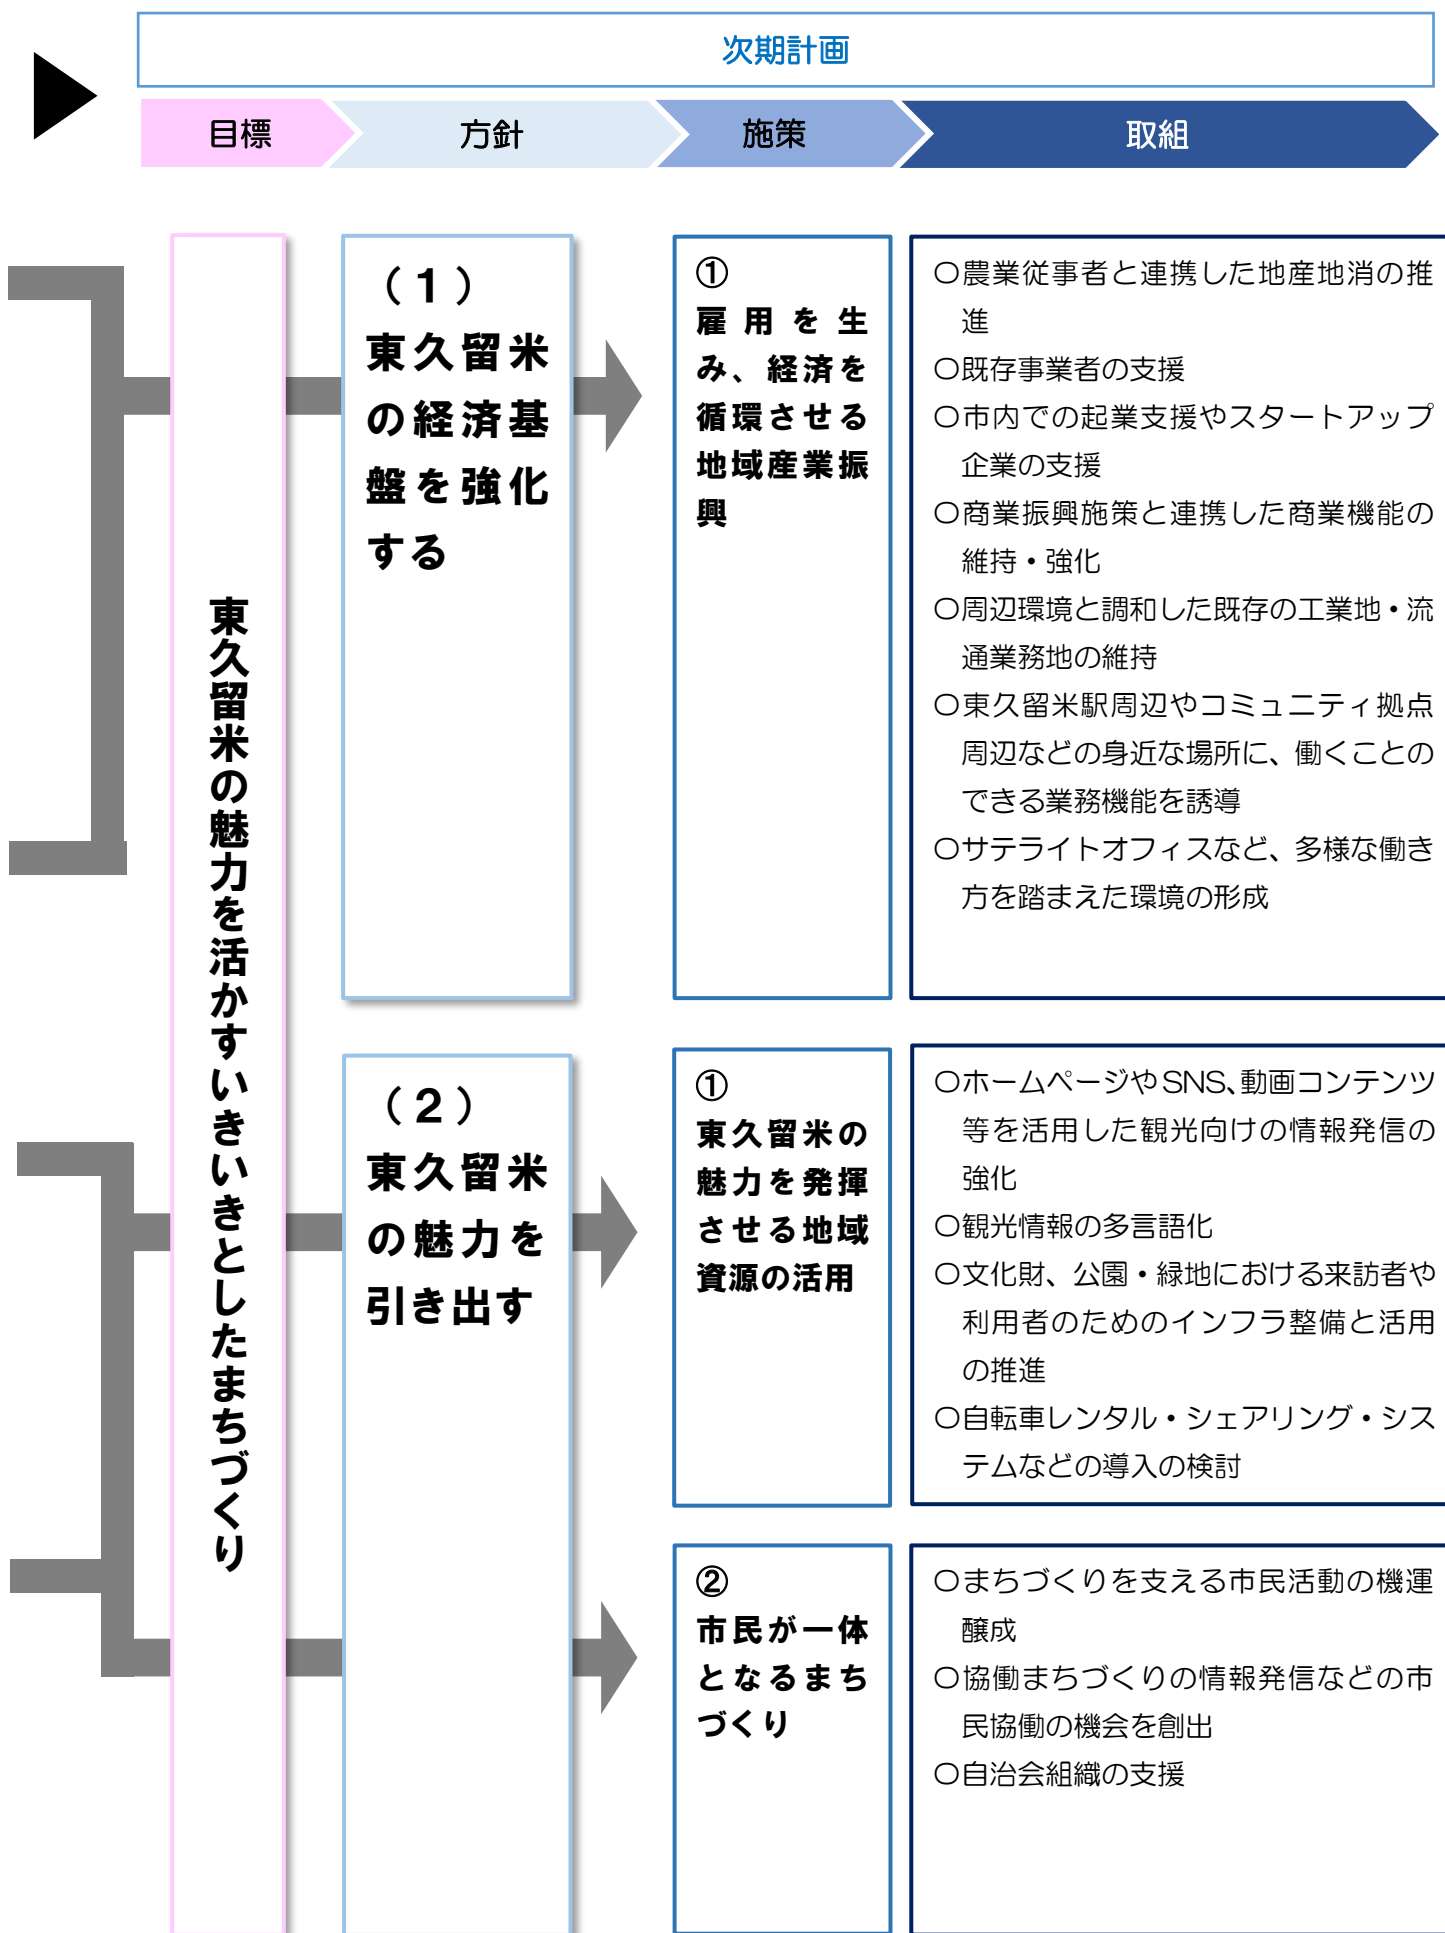 次期計画
目標
方針
施策
取組
東久留米の魅力を活かすいきいきとしたまちづくり
（１）
東久留米
の経済基
盤を強化
する
①
雇用を生
み、経済を
循環させる
地域産業振
興
〇農業従事者と連携した地産地消の推
進
〇既存事業者の支援
〇市内での起業支援やスタートアップ
企業の支援
〇商業振興施策と連携した商業機能の
維持・強化
〇周辺環境と調和した既存の工業地・流
通業務地の維持
〇東久留米駅周辺やコミュニティ拠点
周辺などの身近な場所に、働くことの
できる業務機能を誘導
〇サテライトオフィスなど、多様な働き
方を踏まえた環境の形成
（２）
東久留米
の魅力を
引き出す
①
東久留米の
魅力を発揮
させる地域
資源の活用
〇ホームページや SNS、動画コンテンツ
等を活用した観光向けの情報発信の
強化
〇観光情報の多言語化
〇文化財、公園・緑地における来訪者や
利用者のためのインフラ整備と活用
の推進
〇自転車レンタル・シェアリング・シス
テムなどの導入の検討
②
市民が一体
となるまち
づくり
〇まちづくりを支える市民活動の機運
醸成
〇協働まちづくりの情報発信などの市
民協働の機会を創出
〇自治会組織の支援